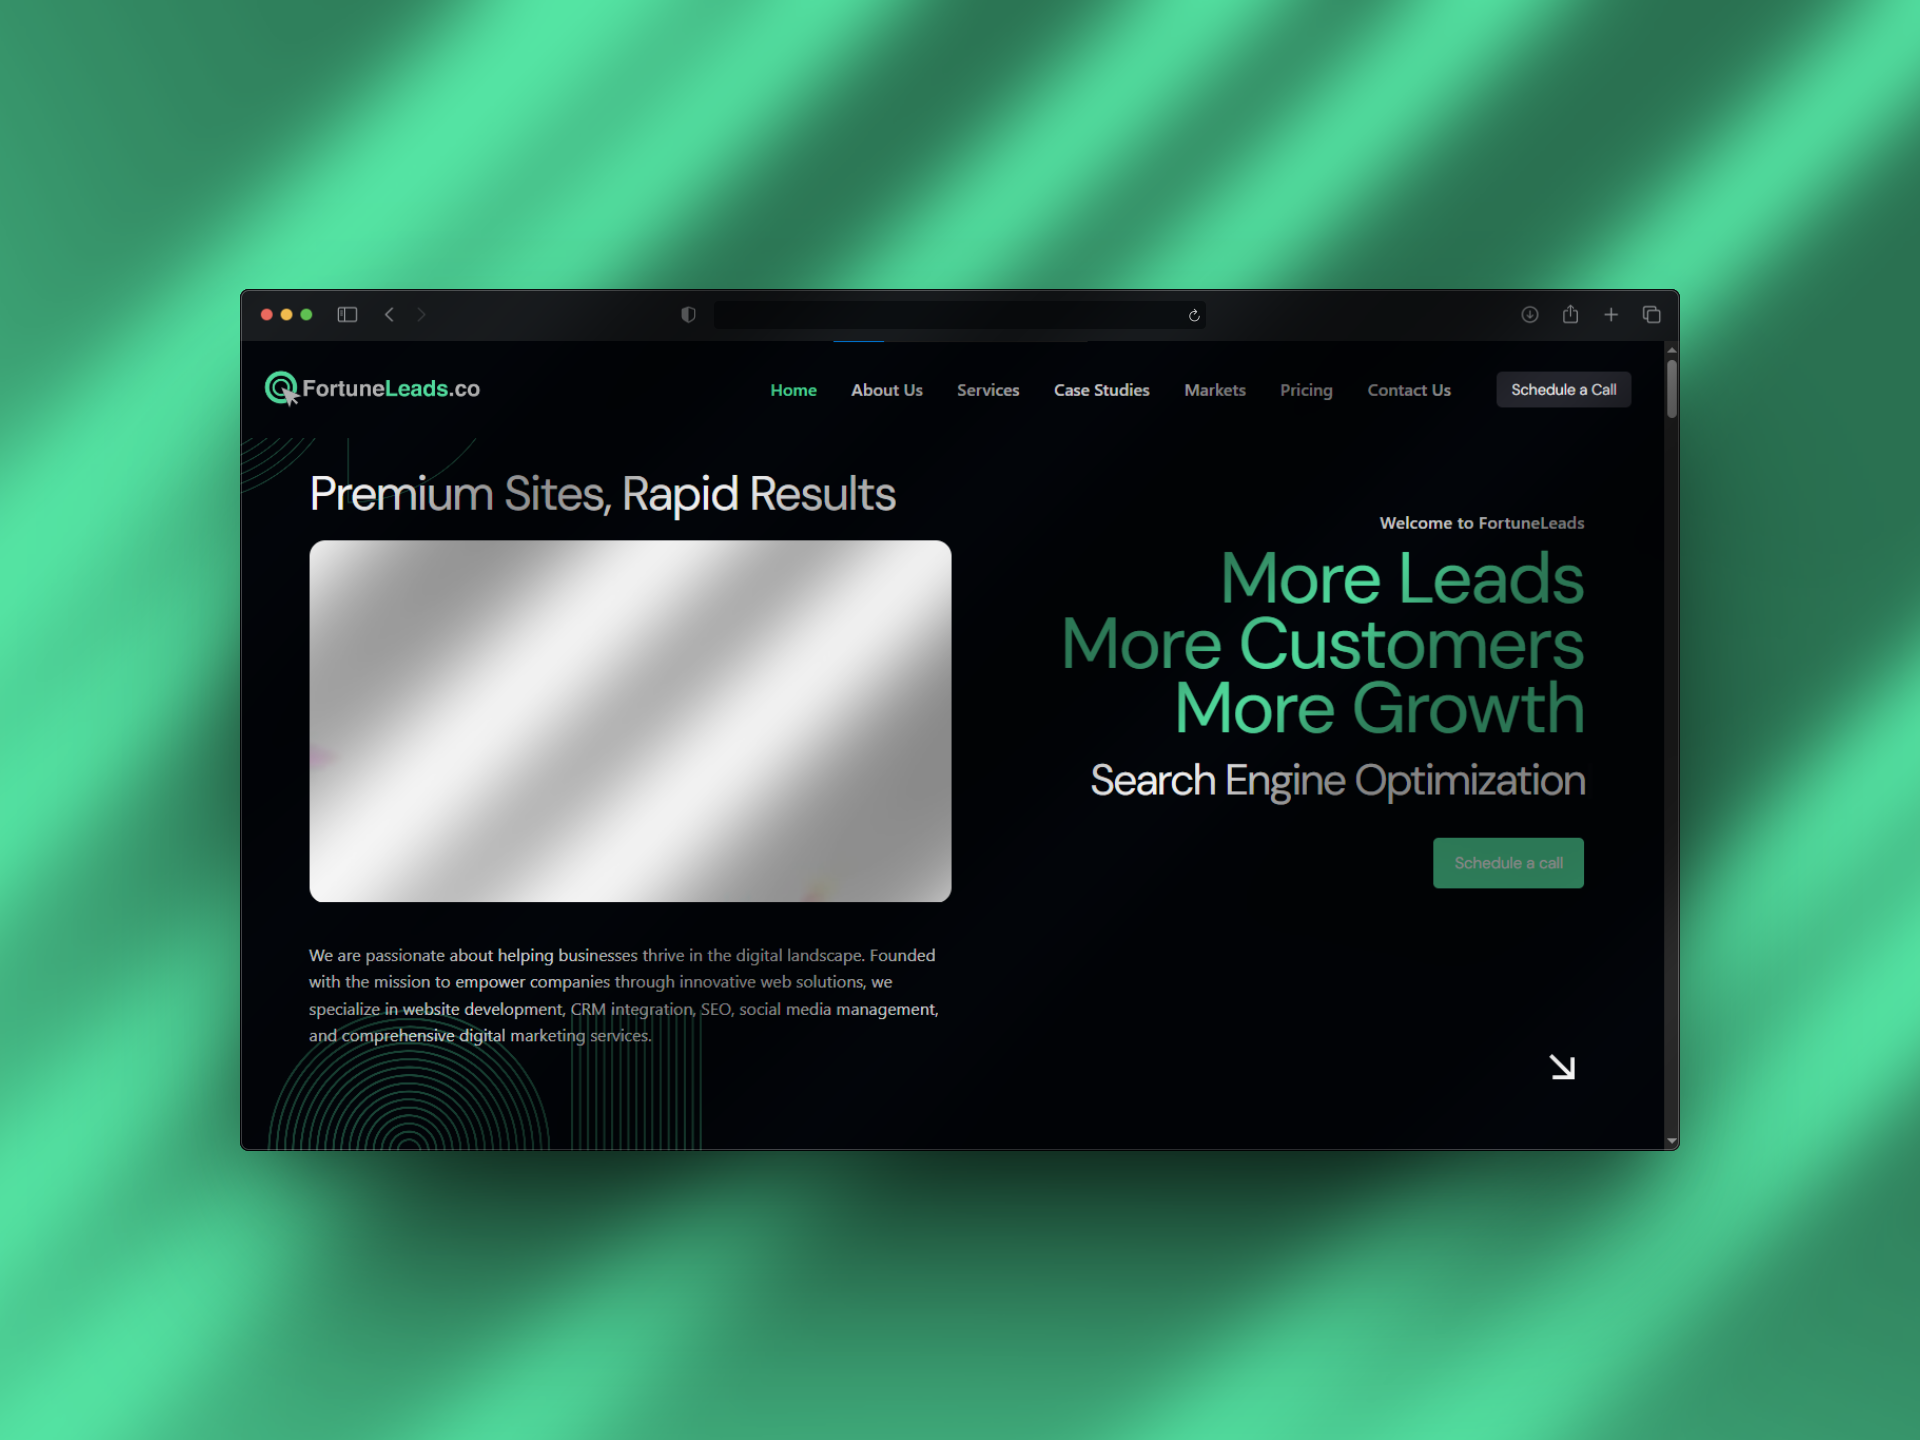 FortuneLeads.co
Home About Us Services Case Studies Markets Pricing Contact Us Schedule a Call
Premium Sites, Rapid Results
Welcome to FortuneLeads
More Leads
More Customers
More Growth
Search Engine Optimization
Schedule a call
We are passionate about helping businesses thrive in the digital landscape. Founded
with the mission to empower companies through innovative web solutions, we
specialize in website development, CRM integration, SEO, social media management,
and comprehensive digital marketing services.